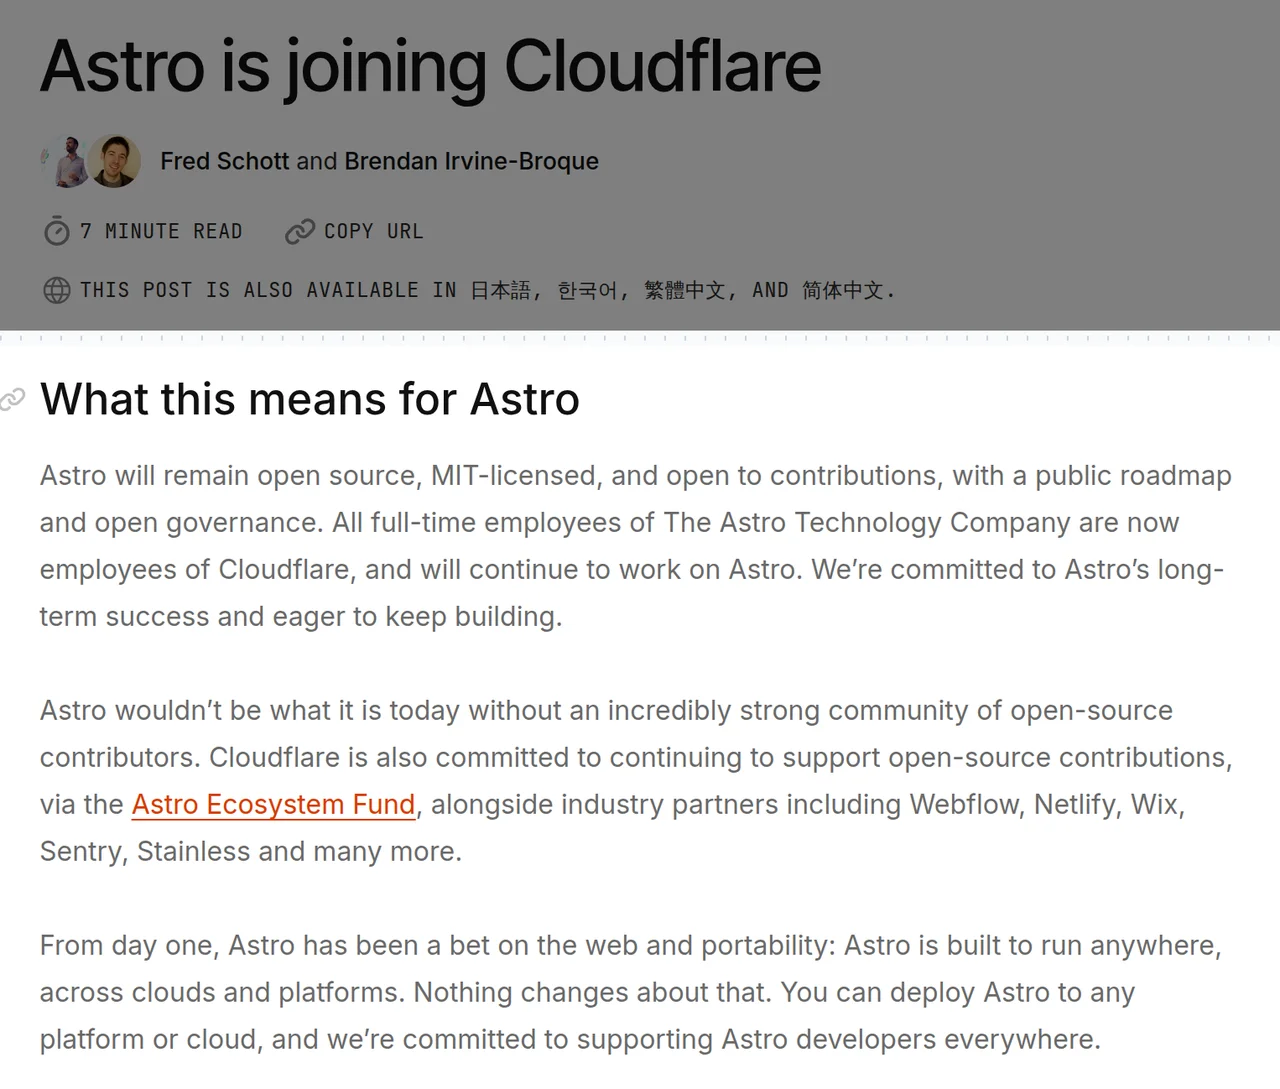 Astro is joining Cloudflare
Fred Schott and Brendan Irvine-Broque
7 MINUTE READ COPY URL
THIS POST IS ALSO AVAILABLE IN 日本語, 한국어, 繁體中文, AND 简体中文.
What this means for Astro
Astro will remain open source, MIT-licensed, and open to contributions, with a public roadmap
and open governance. All full-time employees of The Astro Technology Company are now
employees of Cloudflare, and will continue to work on Astro. We’re committed to Astro’s long-
term success and eager to keep building.
Astro wouldn’t be what it is today without an incredibly strong community of open-source
contributors. Cloudflare is also committed to continuing to support open-source contributions,
via the Astro Ecosystem Fund, alongside industry partners including Webflow, Netlify, Wix,
Sentry, Stainless and many more.
From day one, Astro has been a bet on the web and portability: Astro is built to run anywhere,
across clouds and platforms. Nothing changes about that. You can deploy Astro to any
platform or cloud, and we’re committed to supporting Astro developers everywhere.